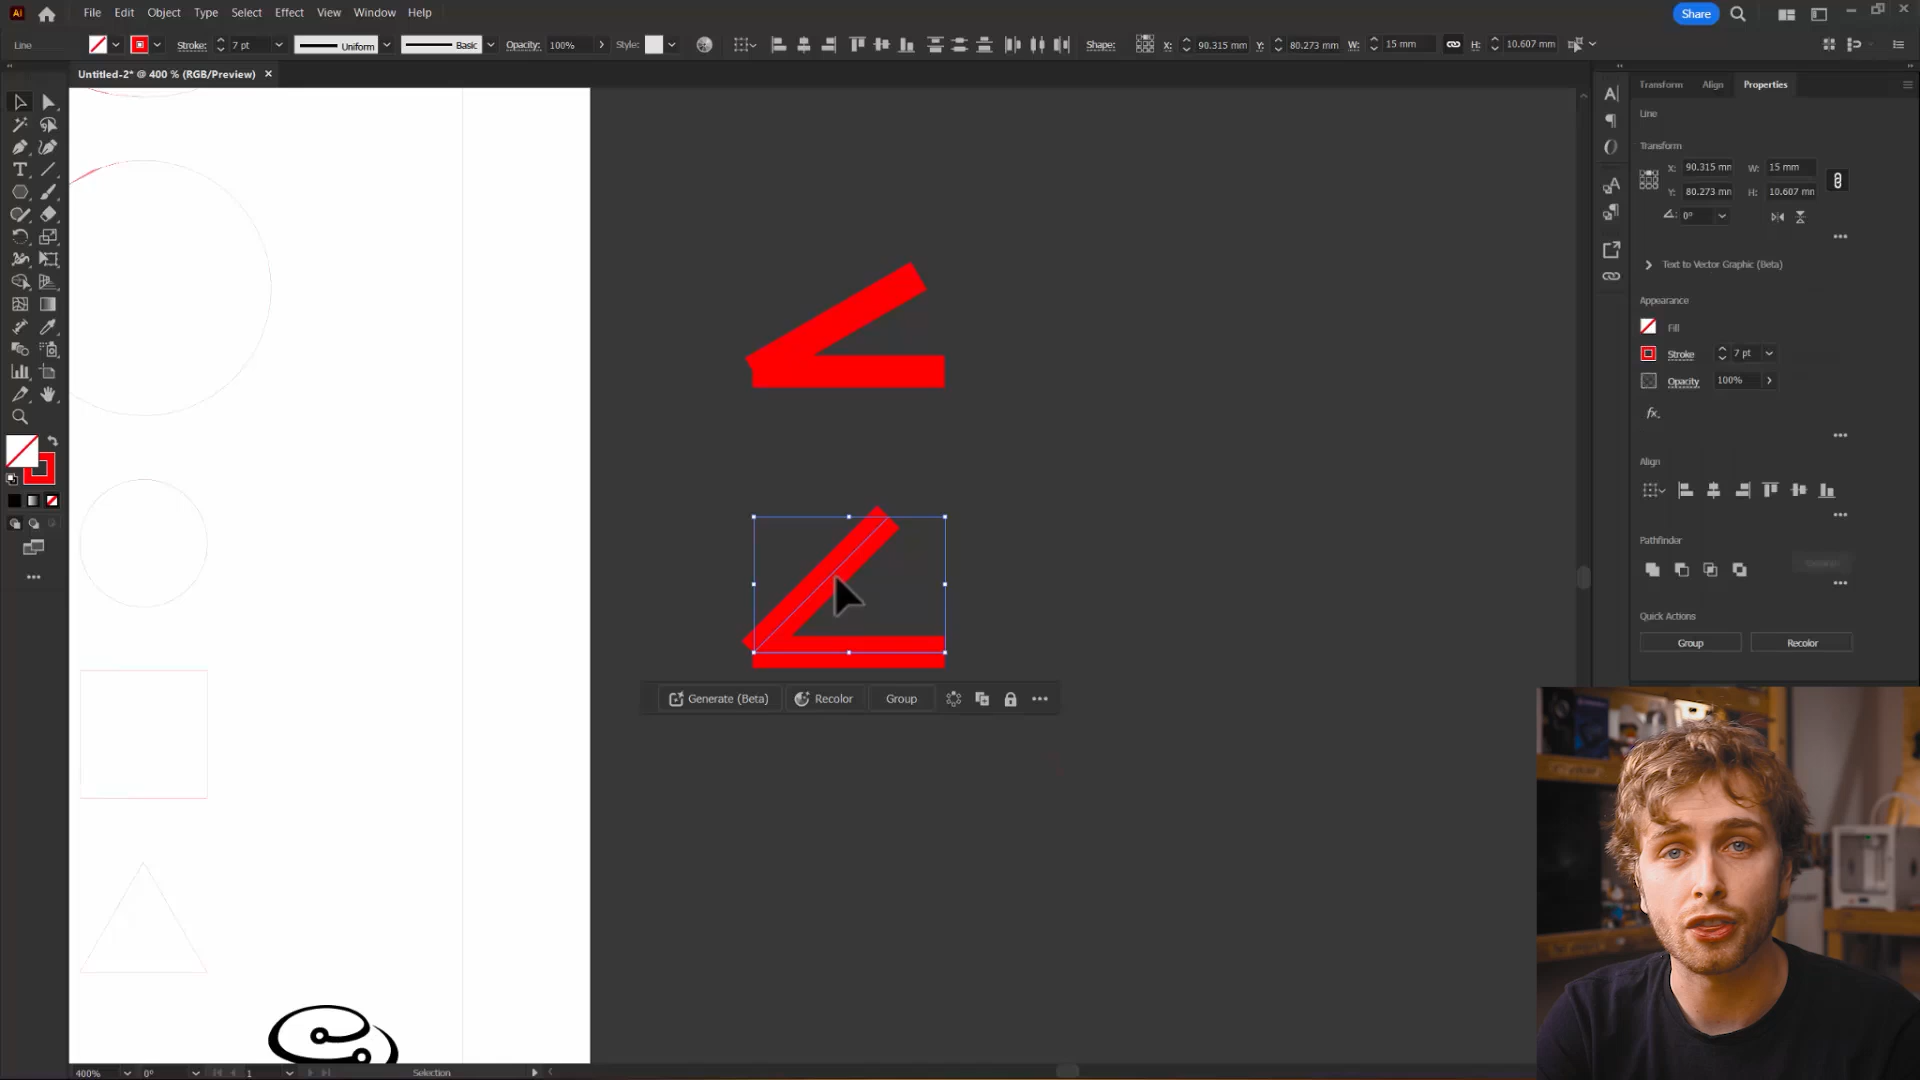 Ai File Edit Object Type Select Effect View Window Help Share
Line Stroke: 7 pt Uniform Basic Opacity: 100% Style: Shape: X: 90.315 mm Y: 80.273 mm W: 15 mm H: 10.607 mm
Untitled-2* @ 400 % (RGB/Preview) ×
Transform Align Properties
Line
Transform
X: 90.315 mm W: 15 mm
Y: 80.273 mm H: 10.607 mm
0°
Text to Vector Graphic (Beta)
Appearance
Fill
Stroke 7 pt
Opacity 100%
fx.
Align
Pathfinder
Quick Actions
Group Recolor
Generate (Beta) Recolor Group
400% 0° 1 Selection